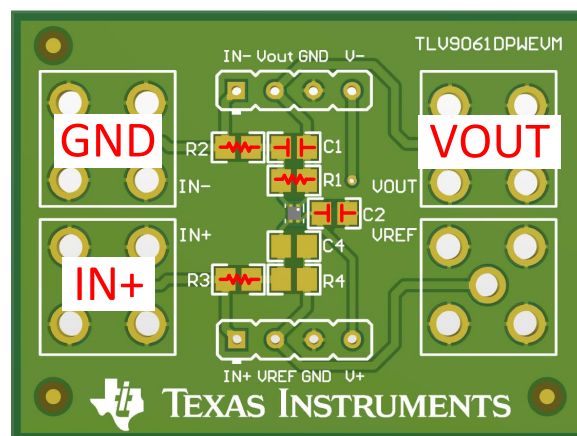 TLV9061DPWEVM
IN- Vout GND V-
GND
VOUT
R2
C1
R1
IN-
VOUT
C2
IN+
VREF
C4
IN+
R3
R4
IN+ VREF GND V+
TEXAS INSTRUMENTS